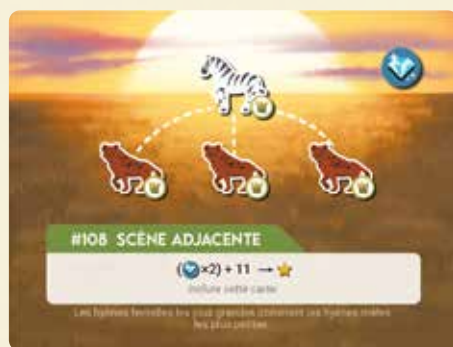 #108 SCÈNE ADJACENTE
(×2) + 11 →
Inclure cette carte
Les hyènes femelles les plus grandes dominent les hyènes mâles
les plus petites.